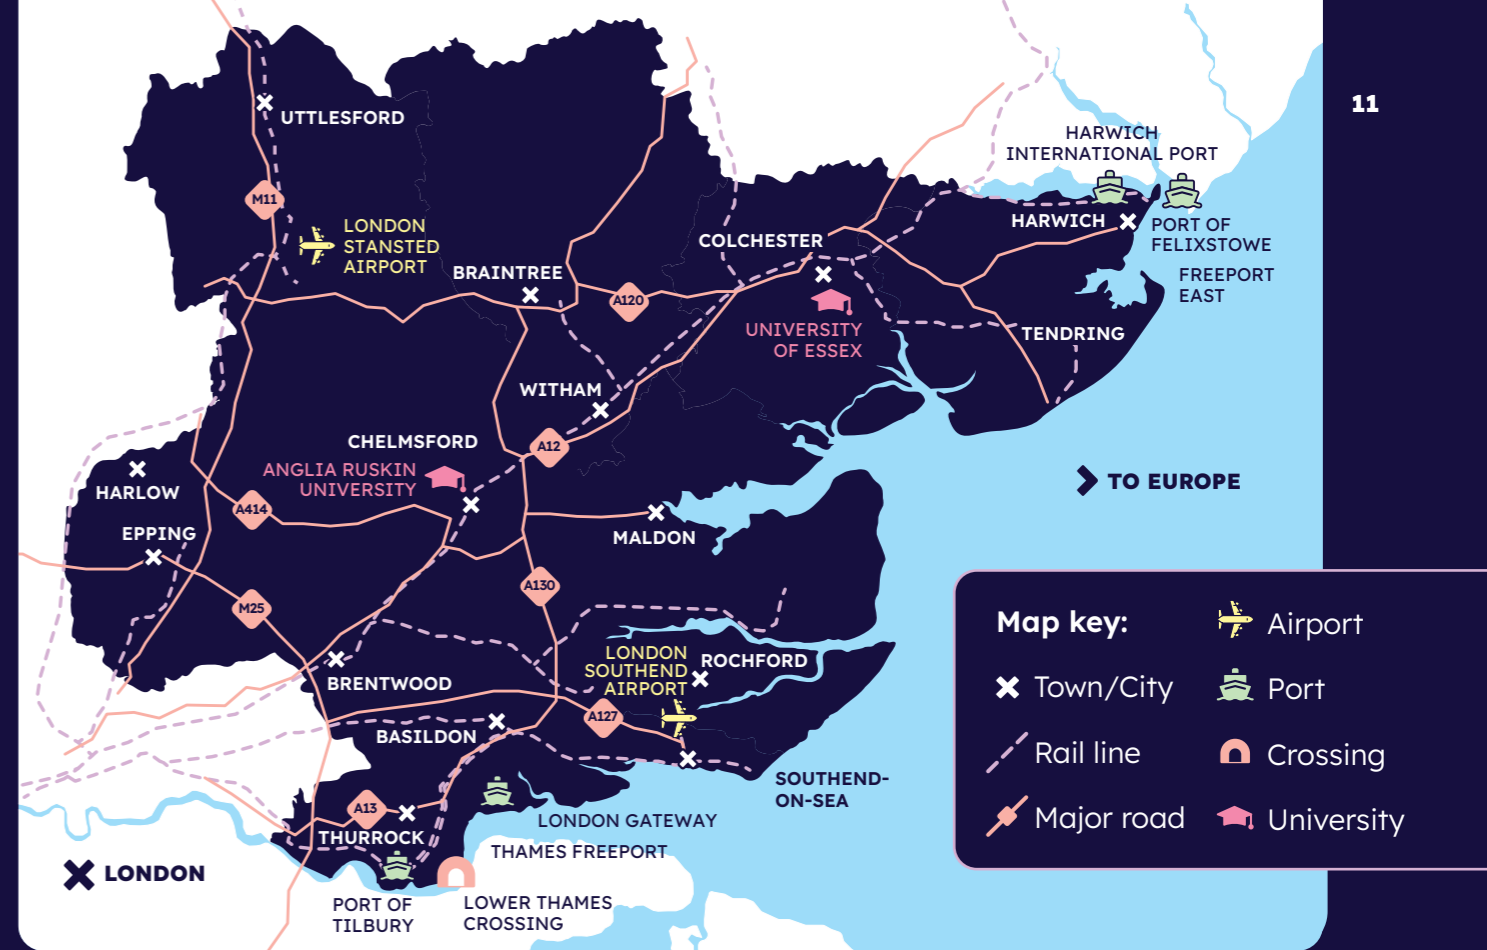 11
HARWICH
INTERNATIONAL PORT
UTTLESFORD
M11
LONDON
STANSTED
AIRPORT
HARWICH
PORT OF
FELIXSTOWE
COLCHESTER
BRAINTREE
FREEPORT
EAST
A120
UNIVERSITY
OF ESSEX
TENDRING
WITHAM
CHELMSFORD
A12
ANGLIA RUSKIN
UNIVERSITY
HARLOW
TO EUROPE
A414
EPPING
MALDON
A130
M25
LONDON
SOUTHEND
AIRPORT
ROCHFORD
BRENTWOOD
A127
BASILDON
SOUTHEND-
ON-SEA
A13
THURROCK
LONDON GATEWAY
THAMES FREEPORT
LONDON
PORT OF
TILBURY
LOWER THAMES
CROSSING
Map key:
Town/City
Rail line
Major road
Airport
Port
Crossing
University